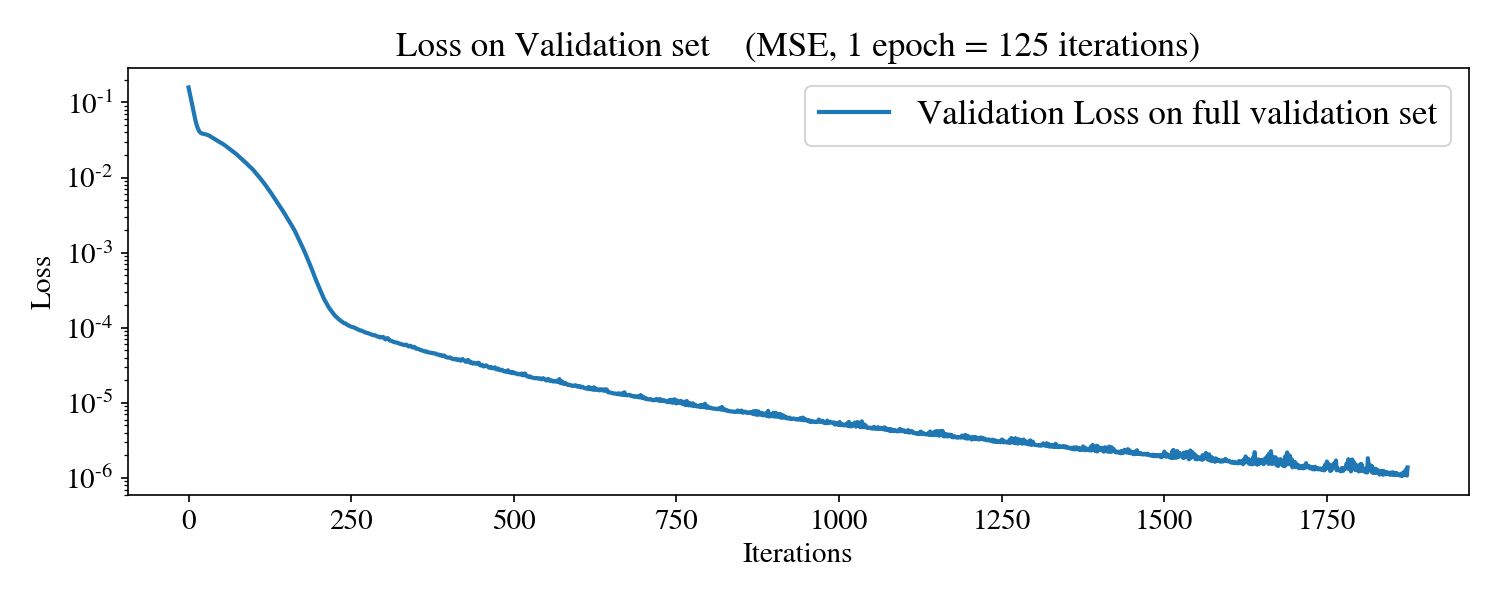 Loss on Validation set (MSE, 1 epoch = 125 iterations)
Validation Loss on full validation set
Loss
10-1
10-2
10-3
10-4
10-5
10-6
0 250 500 750 1000 1250 1500 1750
Iterations